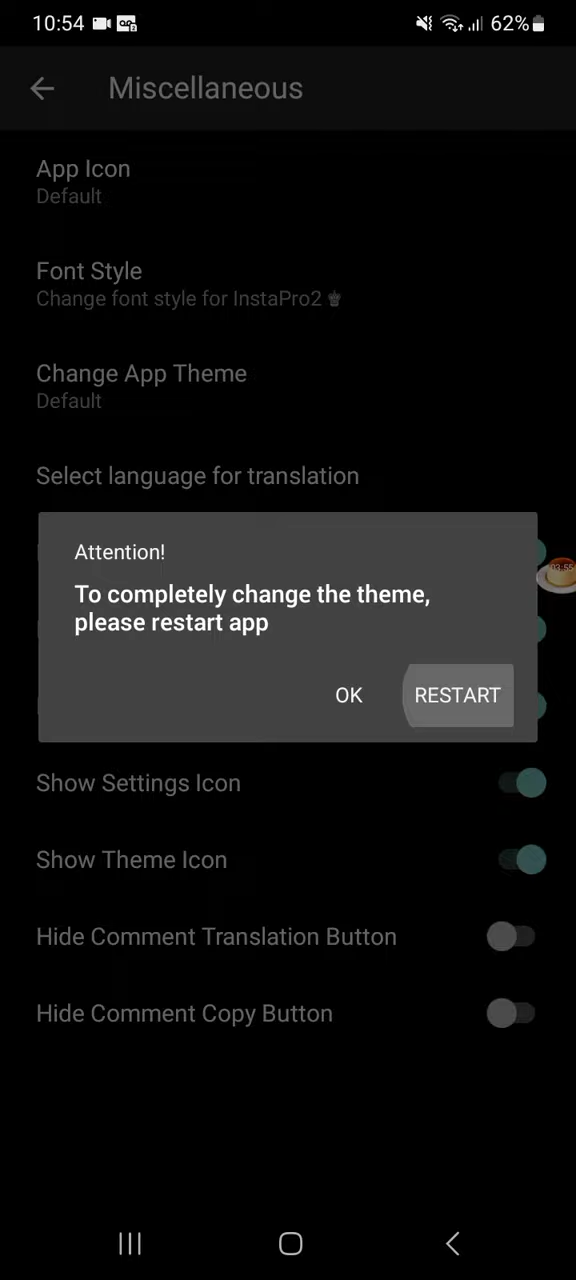 10:54
62%
Miscellaneous
App Icon
Default
Font Style
Change font style for InstaPro2 ♚
Change App Theme
Default
Select language for translation
Attention!
To completely change the theme,
please restart app
03:55
OK RESTART
Show Settings Icon
Show Theme Icon
Hide Comment Translation Button
Hide Comment Copy Button